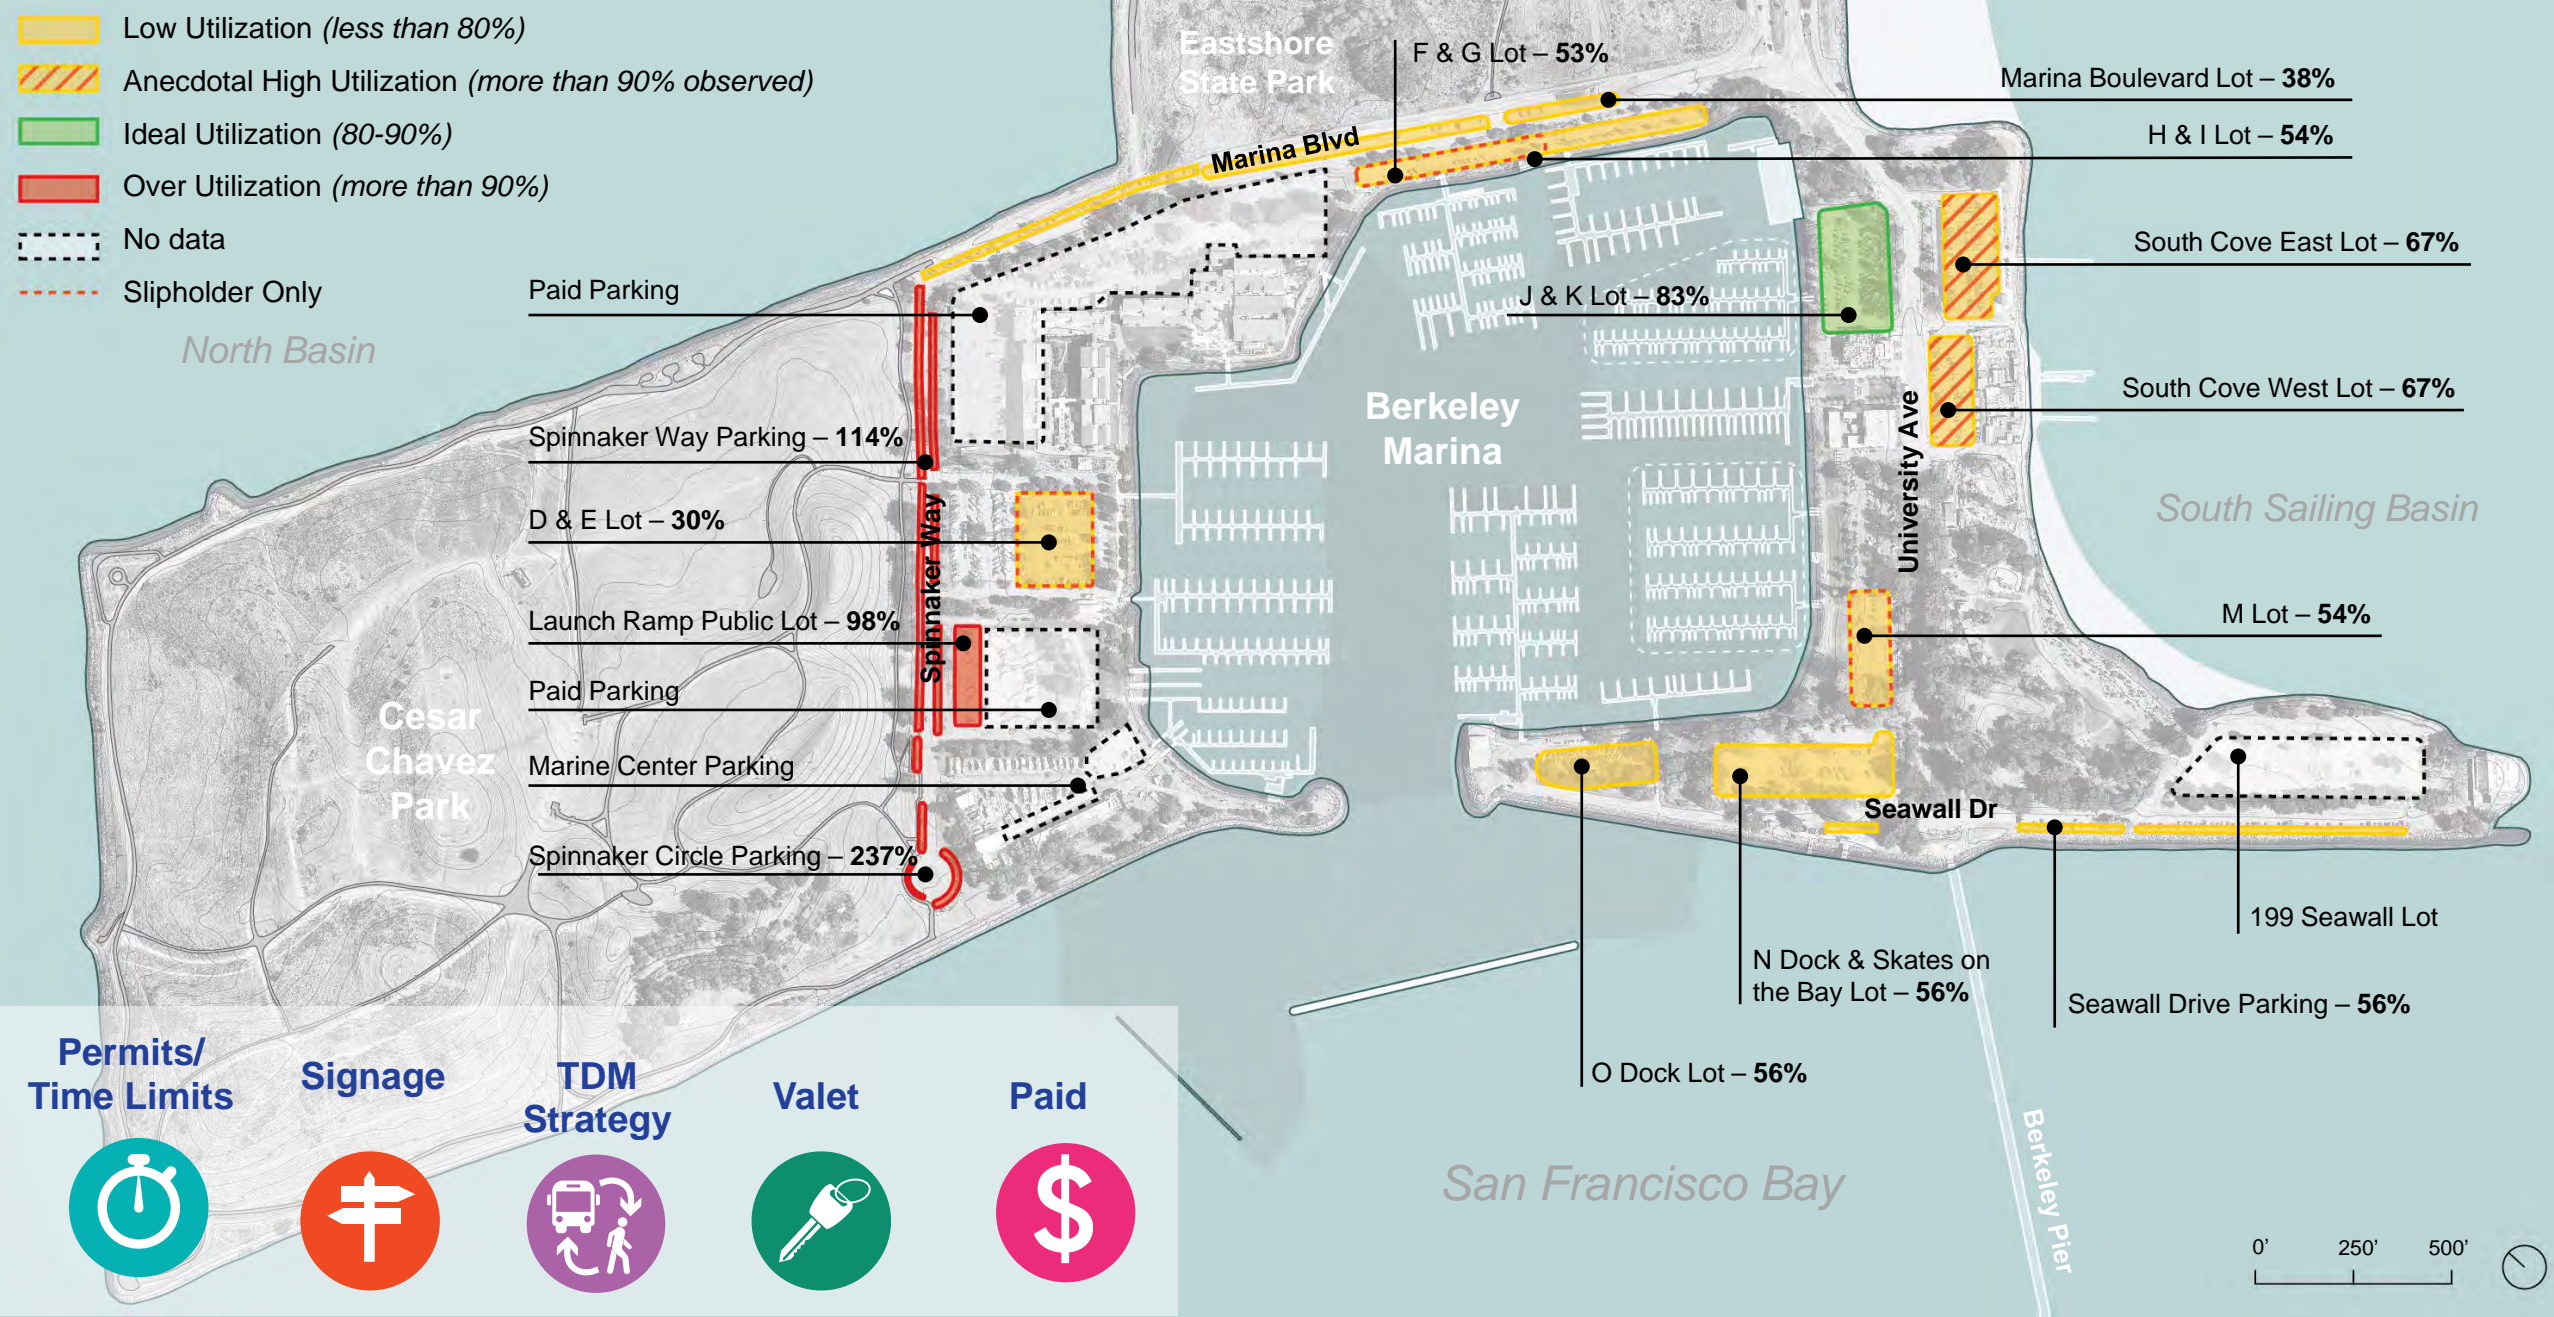 Low Utilization (less than 80%)
Anecdotal High Utilization (more than 90% observed)
Ideal Utilization (80-90%)
Over Utilization (more than 90%)
No data
Slipholder Only
Eastshore
State Park
F & G Lot – 53%
Marina Boulevard Lot – 38%
H & I Lot – 54%
Marina Blvd
South Cove East Lot – 67%
Paid Parking
J & K Lot – 83%
North Basin
South Cove West Lot – 67%
Berkeley
Marina
University Ave
Spinnaker Way Parking – 114%
South Sailing Basin
D & E Lot – 30%
Spinnaker Way
Launch Ramp Public Lot – 98%
M Lot – 54%
Paid Parking
Cesar
Chavez
Park
Marine Center Parking
Seawall Dr
Spinnaker Circle Parking – 237%
199 Seawall Lot
N Dock & Skates on
the Bay Lot – 56%
Seawall Drive Parking – 56%
O Dock Lot – 56%
Permits/
Time Limits
Signage
TDM
Strategy
Valet
Paid
$
San Francisco Bay
Berkeley Pier
0' 250' 500'